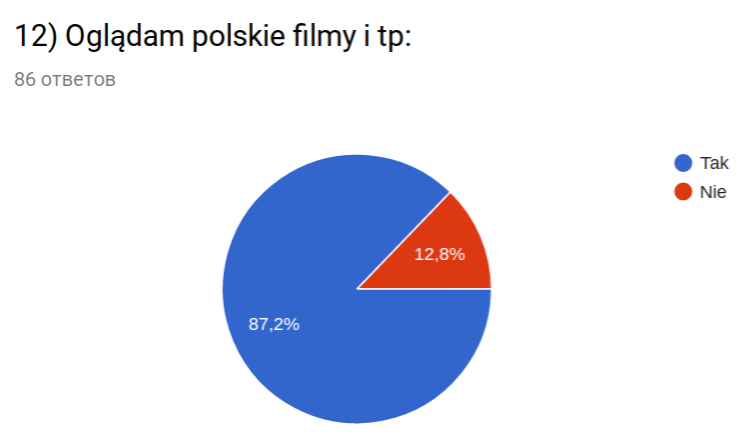 12) Oglądam polskie filmy i tp:
86 ответов
Tak
Nie
12,8%
87,2%